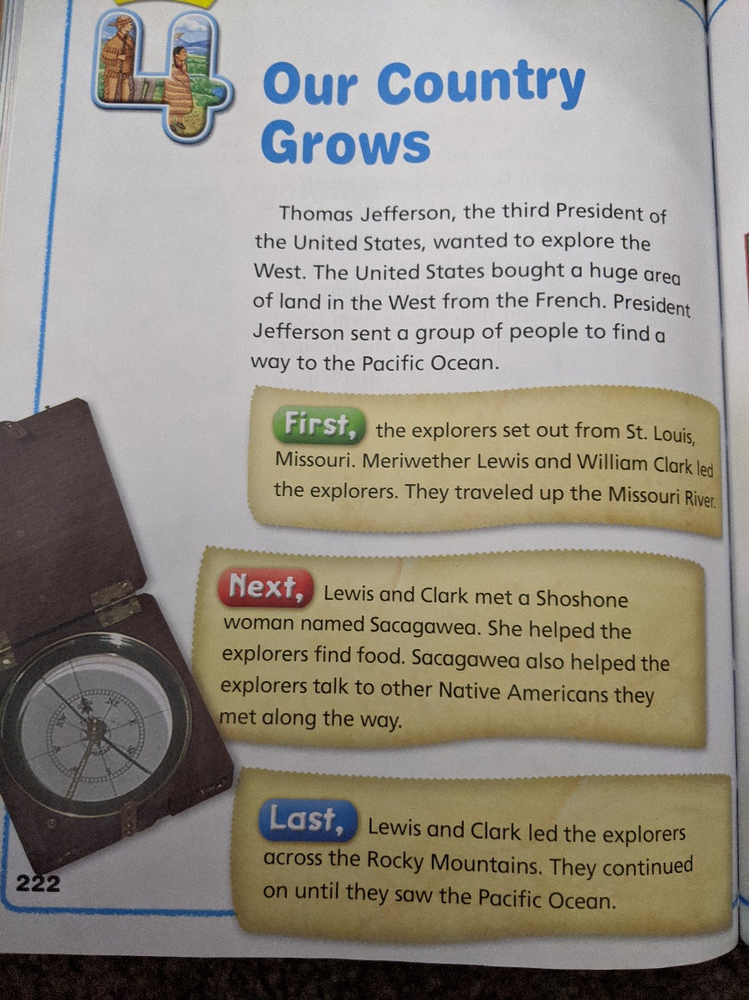 4
Our Country
Grows
Thomas Jefferson, the third President of
the United States, wanted to explore the
West. The United States bought a huge area
of land in the West from the French. President
Jefferson sent a group of people to find a
way to the Pacific Ocean.
First, the explorers set out from St. Louis,
Missouri. Meriwether Lewis and William Clark led
the explorers. They traveled up the Missouri River.
Next, Lewis and Clark met a Shoshone
woman named Sacagawea. She helped the
explorers find food. Sacagawea also helped the
explorers talk to other Native Americans they
met along the way.
NE
Last, Lewis and Clark led the explorers
across the Rocky Mountains. They continued
on until they saw the Pacific Ocean.
222